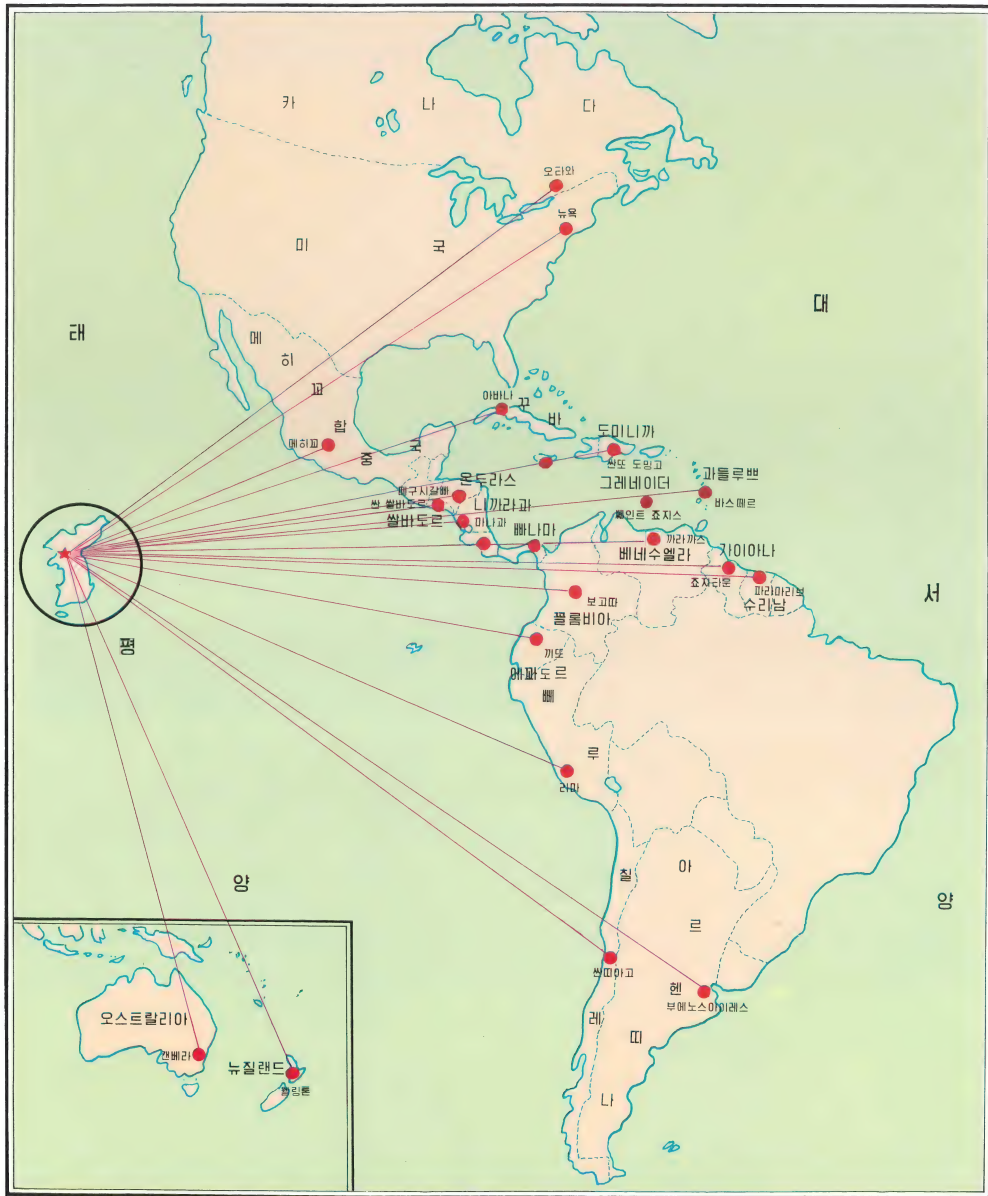 카 나 다
오타와
뉴욕
미 국
대
태
메 히 꼬 합 중 국
아바나
꾸 바
도미니까
싼또 도밍고
메히꼬
온두라스
떼구시갈빠
싼 쌀바도르
쌀바도르
니까라과
마나과
그레네이더
쎄인트 죠지스
과들루쁘
바스떼르
빠나마
까라까스
베네수엘라
가이아나
죠지타운
파라마리보
수리남
서
보고따
꼴롬비아
평
끼또
에꽈도르
뻬 루
리마
양
칠 레
아 르 헨 띠 나
양
싼띠아고
부에노스아이레스
오스트랄리아
캔베라
뉴질랜드